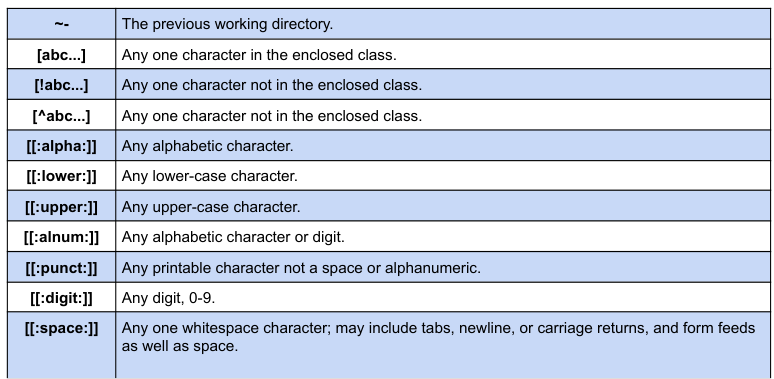 ~- The previous working directory.
[abc...] Any one character in the enclosed class.
[!abc...] Any one character not in the enclosed class.
[^abc...] Any one character not in the enclosed class.
[[:alpha:]] Any alphabetic character.
[[:lower:]] Any lower-case character.
[[:upper:]] Any upper-case character.
[[:alnum:]] Any alphabetic character or digit.
[[:punct:]] Any printable character not a space or alphanumeric.
[[:digit:]] Any digit, 0-9.
[[:space:]] Any one whitespace character; may include tabs, newline, or carriage returns, and form feeds
as well as space.